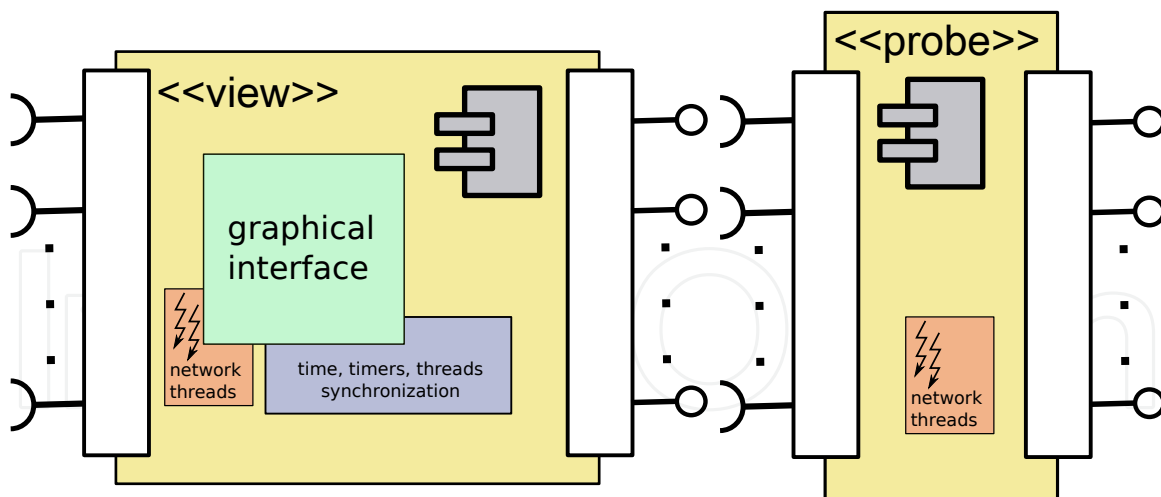 <<view>>
graphical
interface
network
threads
time, timers, threads
synchronization
<<probe>>
network
threads